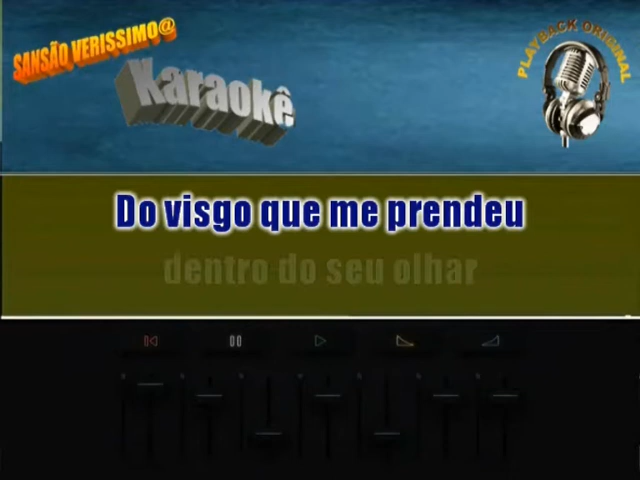 SANSÃO VERISSIMO@
Karaokê
PLAYBACK ORIGINAL
Do visgo que me prendeu
dentro do seu olhar